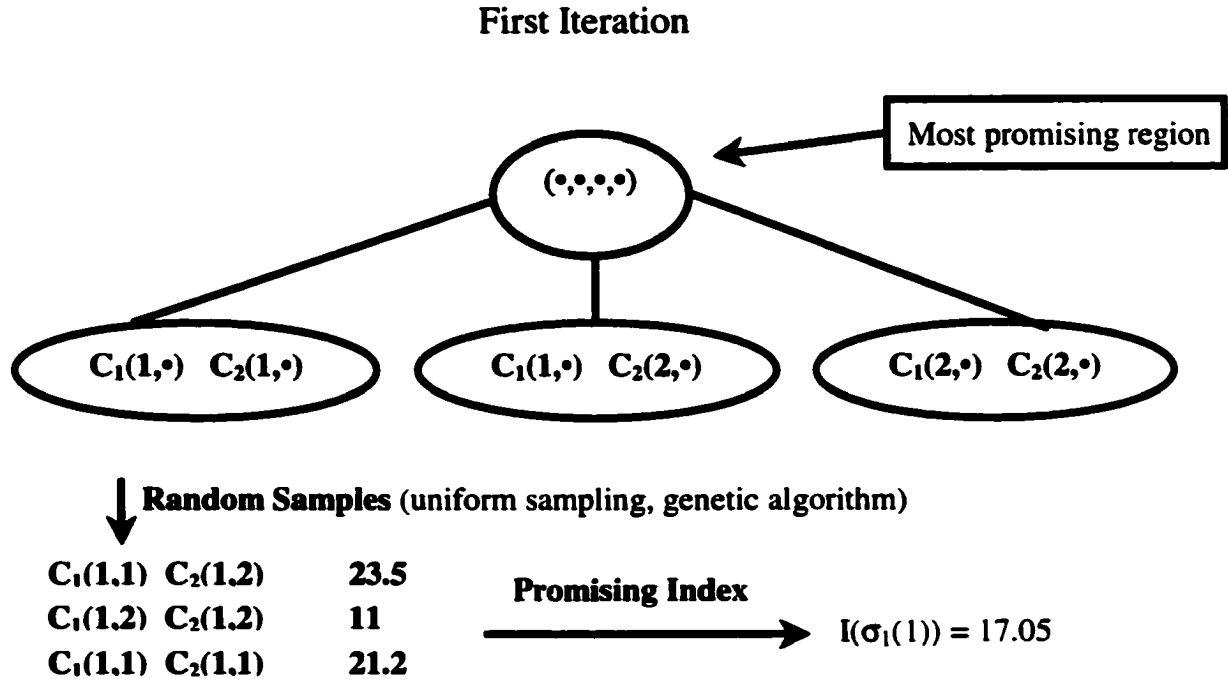 First Iteration
Most promising region
(•,•,•,•)
C₁(1,•) C₂(1,•)
C₁(1,•) C₂(2,•)
C₁(2,•) C₂(2,•)
Random Samples (uniform sampling, genetic algorithm)
C₁(1,1) C₂(1,2) 23.5
C₁(1,2) C₂(1,2) 11
C₁(1,1) C₂(1,1) 21.2
Promising Index
I(σ₁(1)) = 17.05